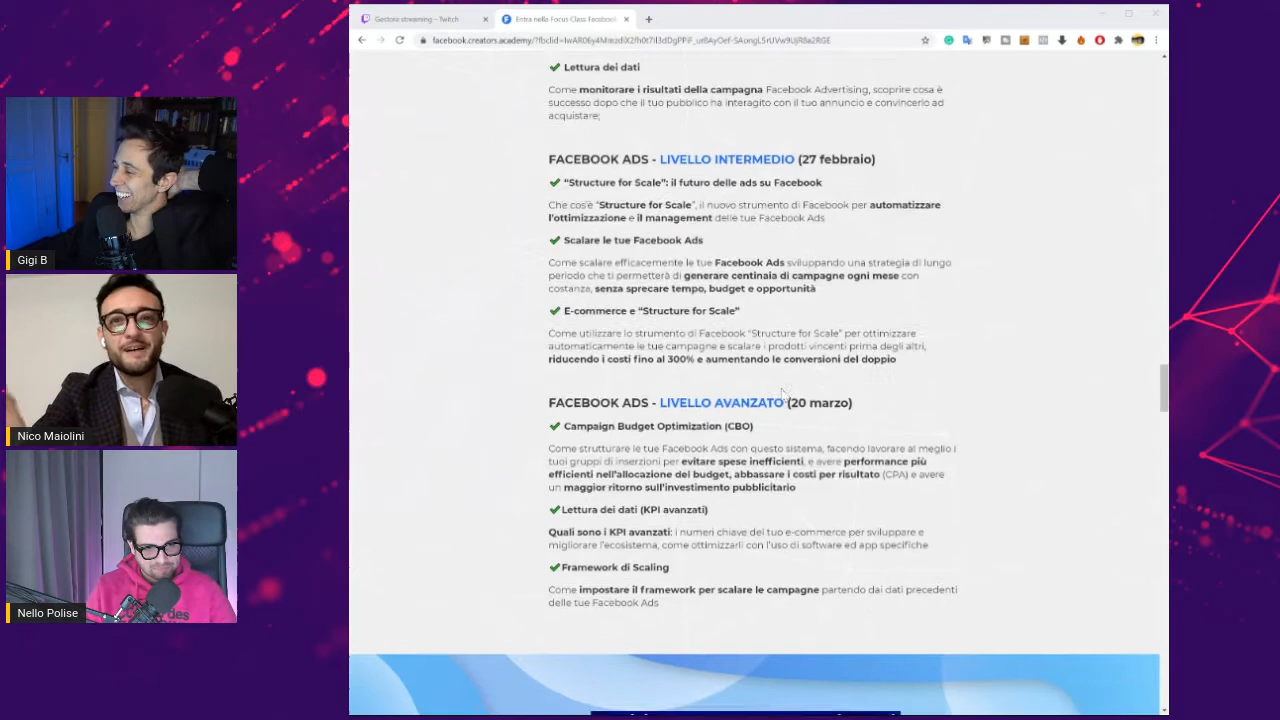 Gestore streaming - Twitch
Entra nella Focus Class Facebook
Lettura dei dati
Come monitorare i risultati della campagna Facebook Advertising, scoprire cosa è
successo dopo che il tuo pubblico ha interagito con il tuo annuncio e convincerlo ad
acquistare;
FACEBOOK ADS - LIVELLO INTERMEDIO (27 febbraio)
“Structure for Scale”: il futuro delle ads su Facebook
Che cos’è “Structure for Scale”, il nuovo strumento di Facebook per automatizzare
l’ottimizzazione e il management delle tue Facebook Ads
Scalare le tue Facebook Ads
Come scalare efficacemente le tue Facebook Ads sviluppando una strategia di lungo
periodo che ti permetterà di generare centinaia di campagne ogni mese con
costanza, senza sprecare tempo, budget e opportunità
E-commerce e “Structure for Scale”
Come utilizzare lo strumento di Facebook “Structure for Scale” per ottimizzare
automaticamente le tue campagne e scalare i prodotti vincenti prima degli altri,
riducendo i costi fino al 300% e aumentando le conversioni del doppio
FACEBOOK ADS - LIVELLO AVANZATO (20 marzo)
Campaign Budget Optimization (CBO)
Come strutturare le tue Facebook Ads con questo sistema, facendo lavorare al meglio i
tuoi gruppi di inserzioni per evitare spese inefficienti, e avere performance più
efficienti nell’allocazione del budget, abbassare i costi per risultato (CPA) e avere
un maggior ritorno sull’investimento pubblicitario
Lettura dei dati (KPI avanzati)
Quali sono i KPI avanzati: i numeri chiave del tuo e-commerce per sviluppare e
migliorare l’ecosistema, come ottimizzarli con l’uso di software ed app specifiche
Framework di Scaling
Come impostare il framework per scalare le campagne partendo dai dati precedenti
delle tue Facebook Ads
Gigi B
Nico Maiolini
Nello Polise